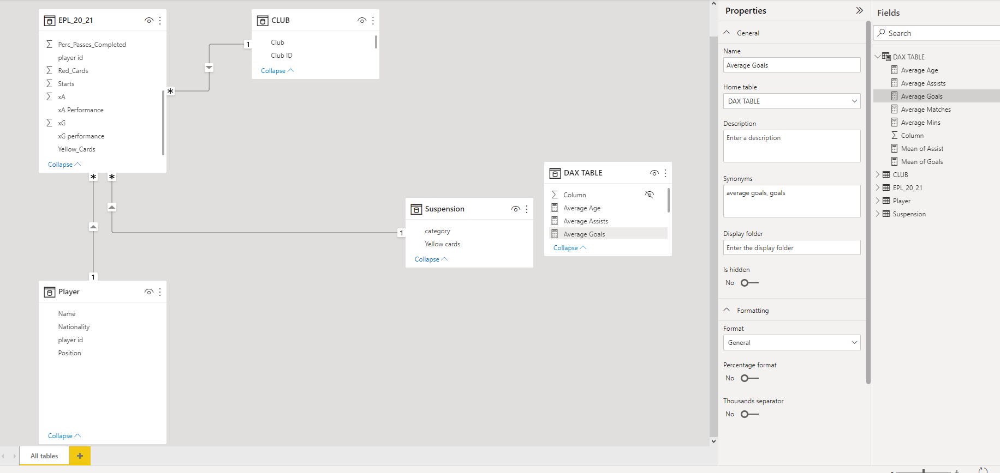 EPL_20_21
Perc_Passes_Completed
player id
Red_Cards
Starts
xA
xA Performance
xG
xG performance
Yellow_Cards
Collapse
CLUB
Club
Club ID
Collapse
1
*
*
*
1
1
Player
Name
Nationality
player id
Position
Collapse
Suspension
category
Yellow cards
Collapse
DAX TABLE
Column
Average Age
Average Assists
Average Goals
Collapse
All tables
+
Properties
General
Name
Average Goals
Home table
DAX TABLE
Description
Enter a description
Synonyms
average goals, goals
Display folder
Enter the display folder
Is hidden
No
Formatting
Format
General
Percentage format
No
Thousands separator
No
Fields
Search
DAX TABLE
Average Age
Average Assists
Average Goals
Average Matches
Average Mins
Column
Mean of Assist
Mean of Goals
CLUB
EPL_20_21
Player
Suspension